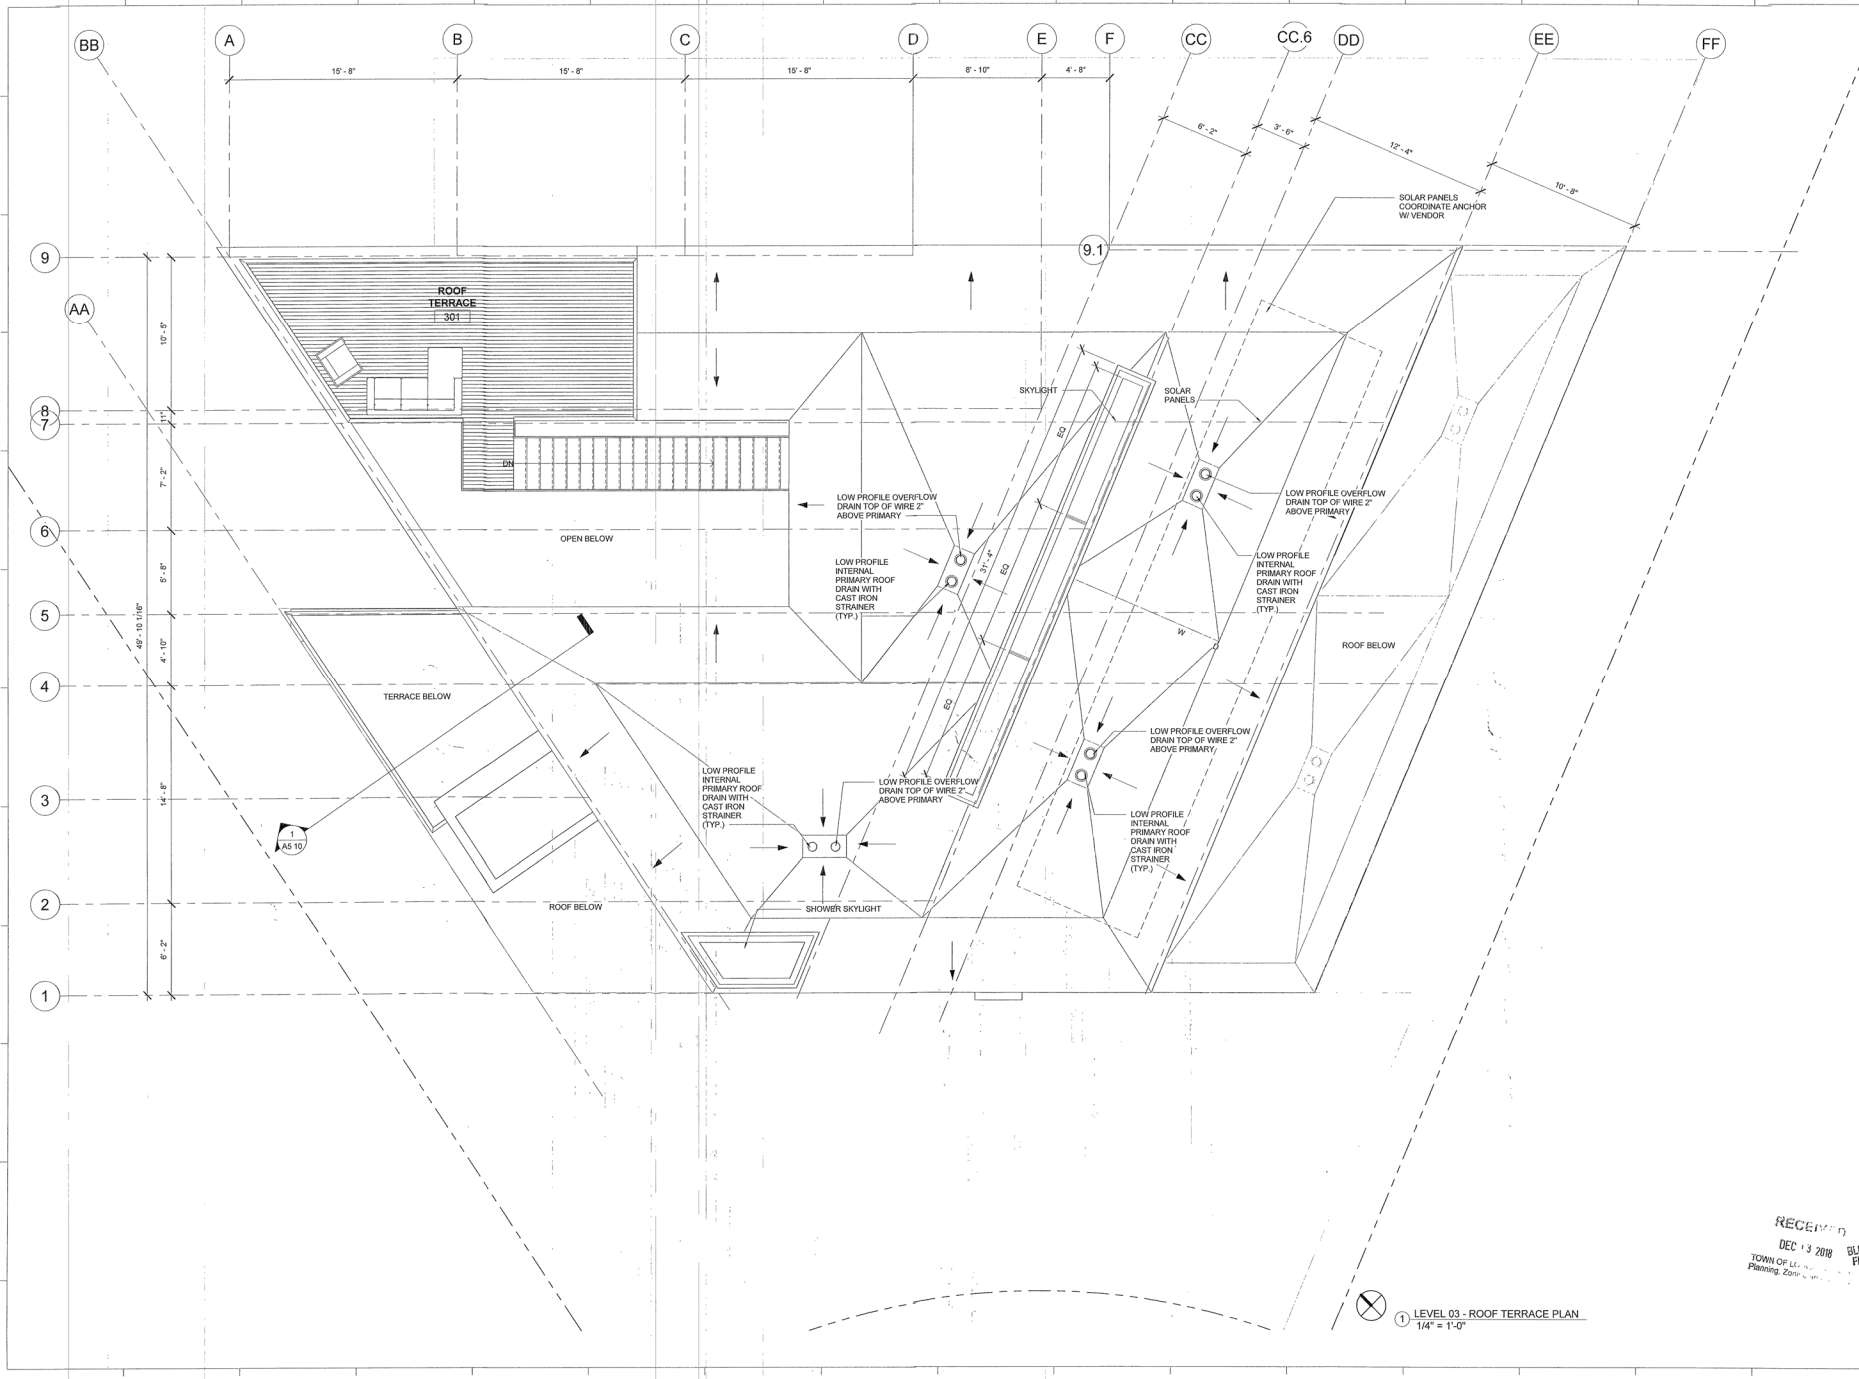 BB
A
B
C
D
E
F
CC
CC.6
DD
EE
FF
15' - 8"
15' - 8"
15' - 8"
8' - 10"
4' - 8"
6' - 2"
3' - 6"
12' - 4"
10' - 8"
SOLAR PANELS
COORDINATE ANCHOR
W/ VENDOR
9
9.1
AA
ROOF
TERRACE
301
10' - 5"
8
7
11"
SKYLIGHT
SOLAR
PANELS
EQ
DN
7' - 2"
LOW PROFILE OVERFLOW
DRAIN TOP OF WIRE 2"
ABOVE PRIMARY
LOW PROFILE OVERFLOW
DRAIN TOP OF WIRE 2"
ABOVE PRIMARY
6
OPEN BELOW
5' - 8"
LOW PROFILE
INTERNAL
PRIMARY ROOF
DRAIN WITH
CAST IRON
STRAINER
(TYP.)
31' - 4"
EQ
LOW PROFILE
INTERNAL
PRIMARY ROOF
DRAIN WITH
CAST IRON
STRAINER
(TYP.)
5
49' - 10 1/16"
4' - 10"
W
ROOF BELOW
4
TERRACE BELOW
EQ
LOW PROFILE OVERFLOW
DRAIN TOP OF WIRE 2"
ABOVE PRIMARY
LOW PROFILE
INTERNAL
PRIMARY ROOF
DRAIN WITH
CAST IRON
STRAINER
(TYP.)
LOW PROFILE OVERFLOW
DRAIN TOP OF WIRE 2"
ABOVE PRIMARY
3
14' - 8"
LOW PROFILE
INTERNAL
PRIMARY ROOF
DRAIN WITH
CAST IRON
STRAINER
(TYP.)
1
A5 10
2
ROOF BELOW
SHOWER SKYLIGHT
6' - 2"
1
RECEIVED
DEC 13 2018
TOWN OF
Planning,
1
LEVEL 03 - ROOF TERRACE PLAN
1/4" = 1'-0"